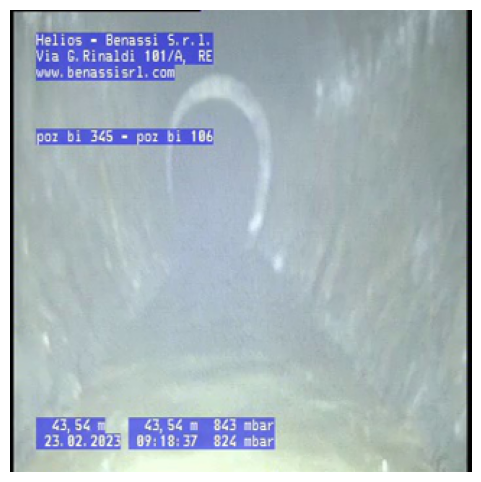 Helios - Benassi S.r.l.
Via G.Rinaldi 101/A, RE
www.benassisrl.com
poz bi 345 - poz bi 106
43,54 m 43,54 m 843 mbar
23.02.2023 09:18:37 824 mbar